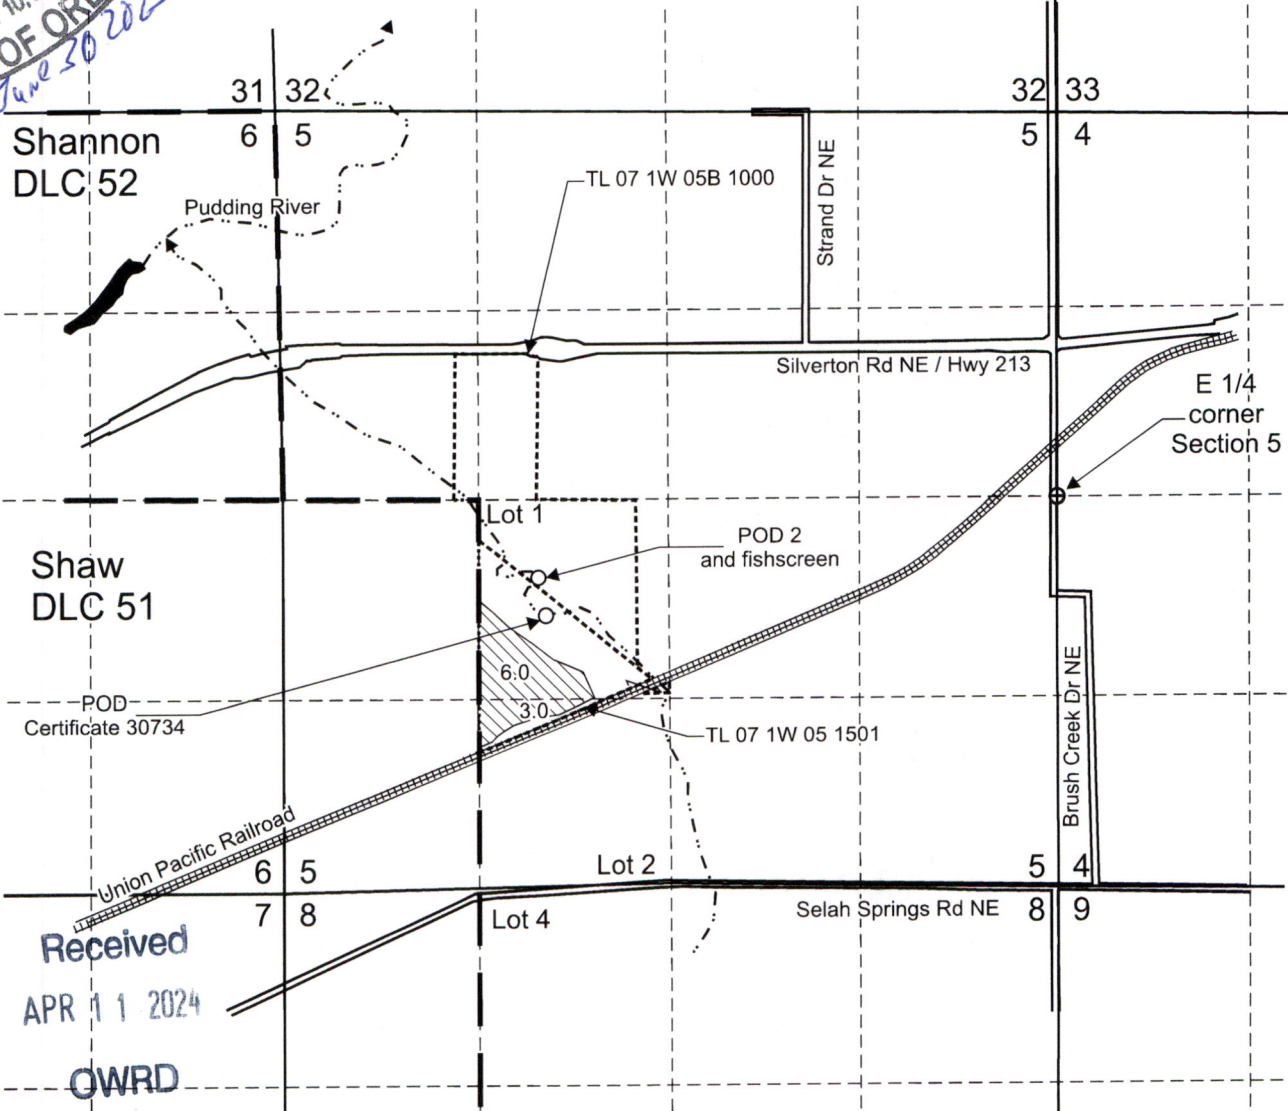 OF ORE
June 30 202
31 32
32 33
6 5
5 4
Shannon
DLC 52
TL 07 1W 05B 1000
Strand Dr NE
Pudding River
Silverton Rd NE / Hwy 213
E 1/4
corner
Section 5
Lot 1
POD 2
and fishscreen
Shaw
DLC 51
6.0
3.0
POD
Certificate 30734
TL 07 1W 05 1501
Brush Creek Dr NE
Union Pacific Railroad
6 5
Lot 2
5 4
7 8
Lot 4
Selah Springs Rd NE
8 9
Received
APR 11 2024
OWRD